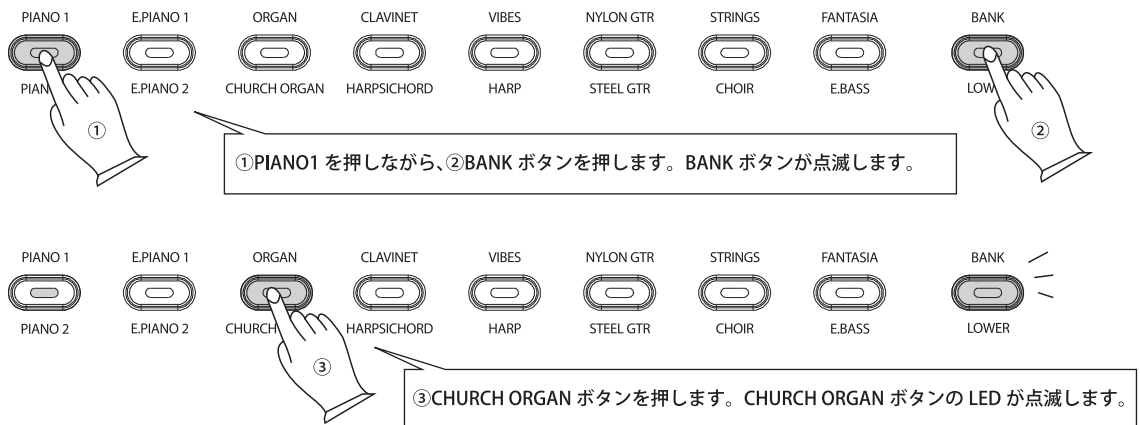 PIANO 1 E.PIANO 1 ORGAN CLAVINET VIBES NYLON GTR STRINGS FANTASIA BANK
E.PIANO 2 CHURCH ORGAN HARPSICHORD HARP STEEL GTR CHOIR E.BASS
① ②
①PIANO1 を押しながら、②BANK ボタンを押します。BANK ボタンが点滅します。
PIANO 1 E.PIANO 1 ORGAN CLAVINET VIBES NYLON GTR STRINGS FANTASIA BANK
PIANO 2 E.PIANO 2 CHURCH HARPSICHORD HARP STEEL GTR CHOIR E.BASS LOWER
③
③CHURCH ORGAN ボタンを押します。CHURCH ORGAN ボタンの LED が点滅します。